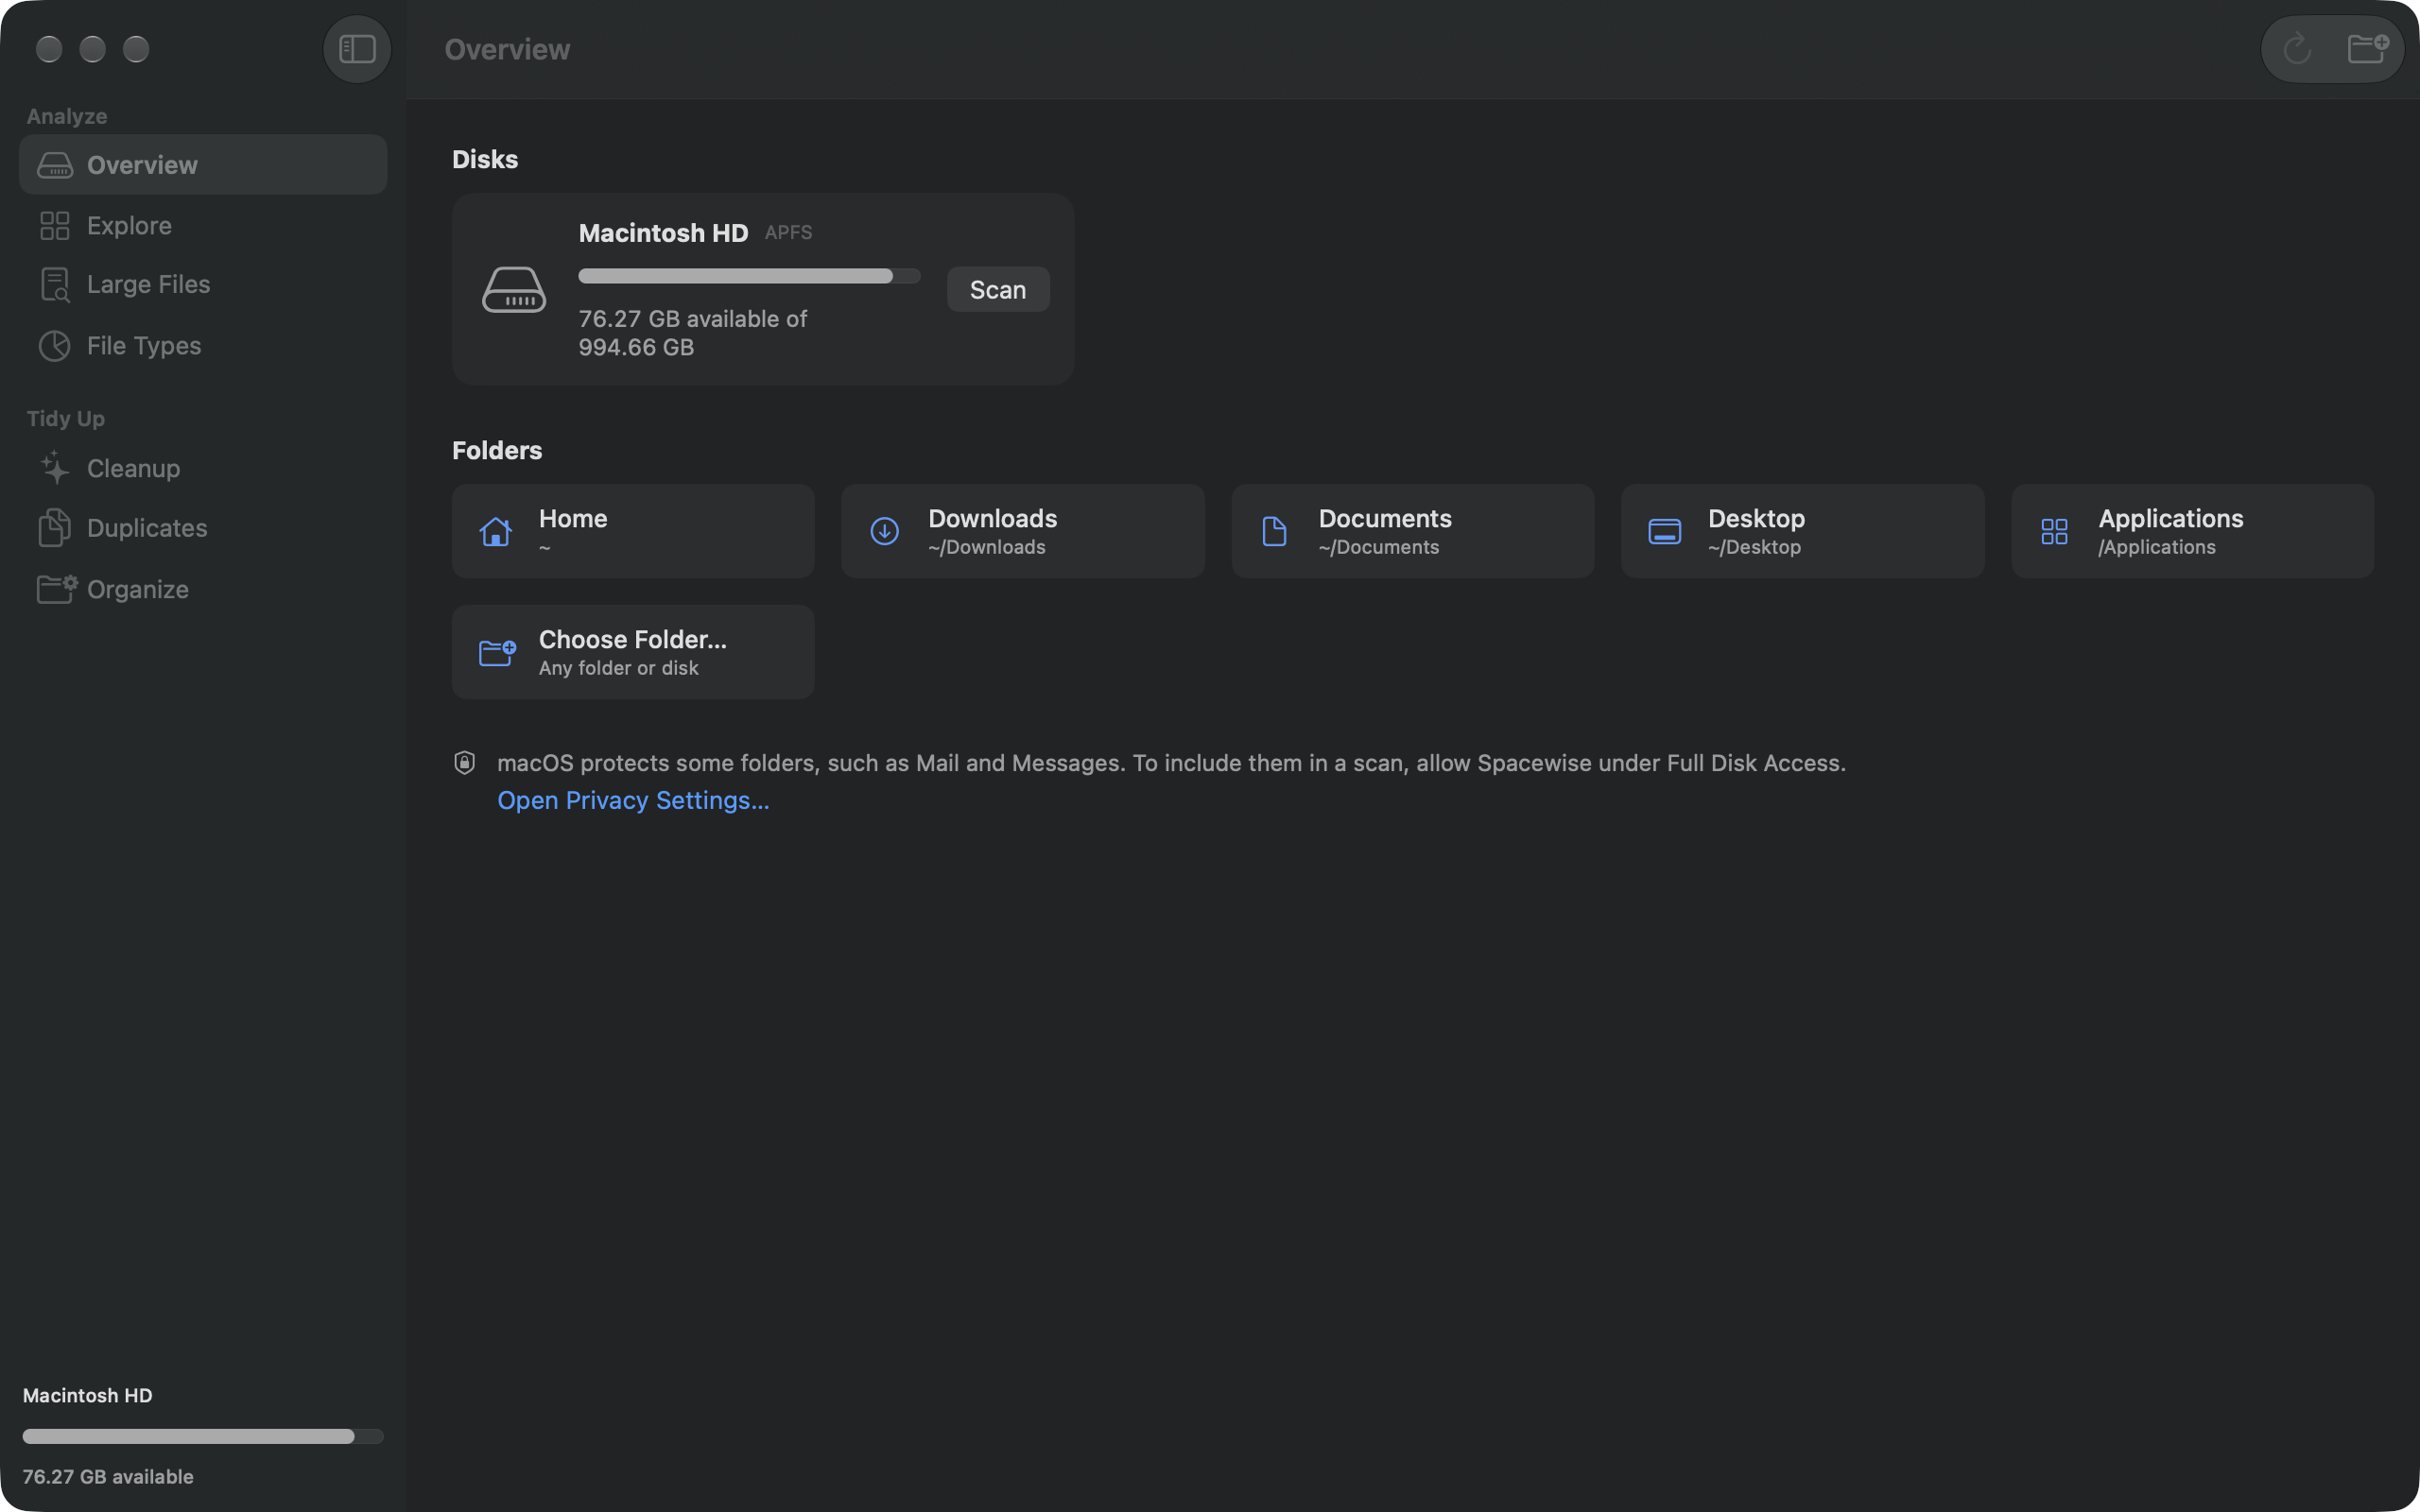 Overview
Analyze
Overview
Explore
Large Files
File Types
Tidy Up
Cleanup
Duplicates
Organize
Macintosh HD
76.27 GB available
Disks
Macintosh HD APFS
76.27 GB available of
994.66 GB
Scan
Folders
Home
~
Downloads
~/Downloads
Documents
~/Documents
Desktop
~/Desktop
Applications
/Applications
Choose Folder...
Any folder or disk
macOS protects some folders, such as Mail and Messages. To include them in a scan, allow Spacewise under Full Disk Access.
Open Privacy Settings...